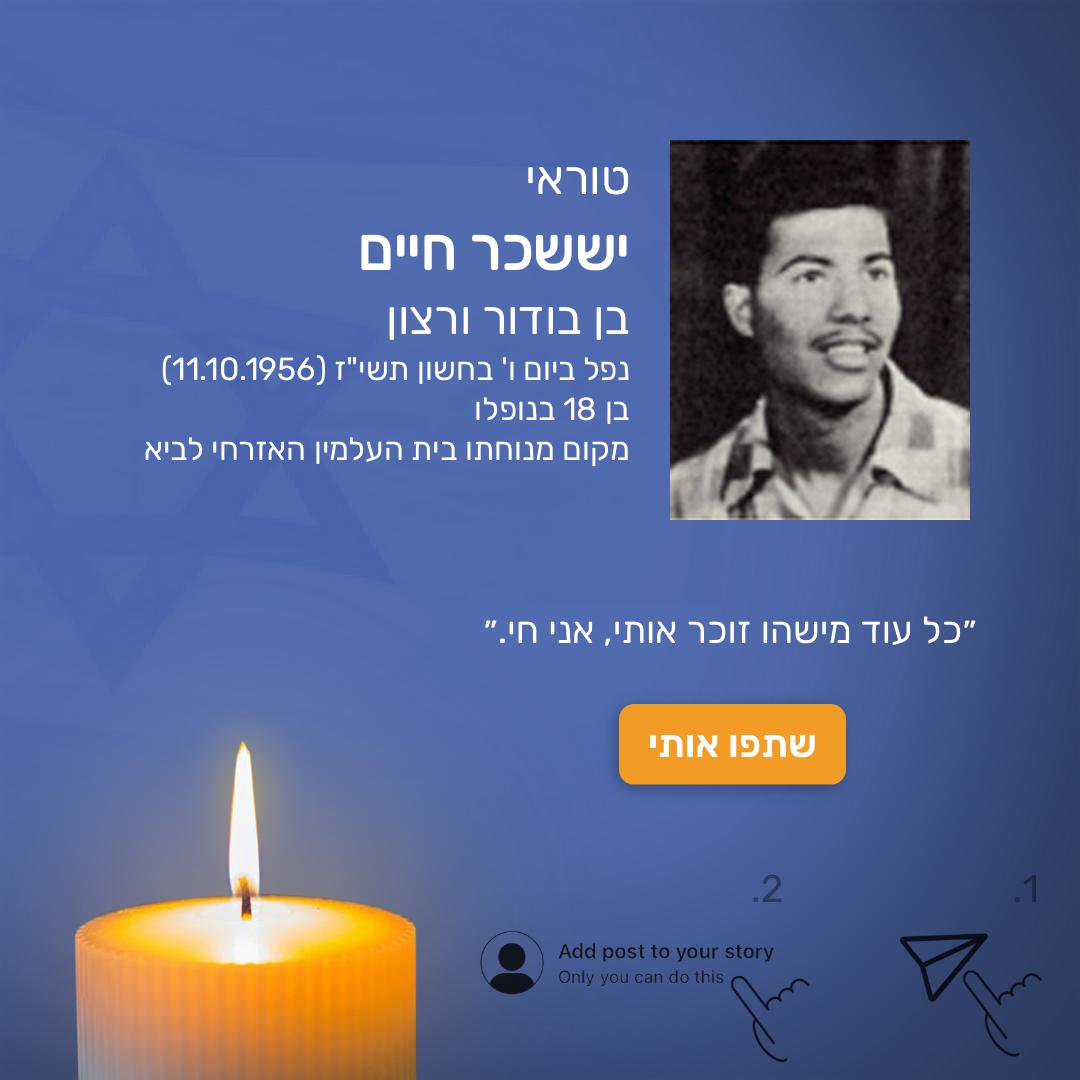 טוראי
יששכר חיים
בן בודור ורצון
נפל ביום ו' בחשון תשי"ז (11.10.1956)
בן 18 בנופלו
מקום מנוחתו בית העלמין האזרחי לביא
״כל עוד מישהו זוכר אותי, אני חי.״
שתפו אותי
1.
2.
Add post to your story
Only you can do this